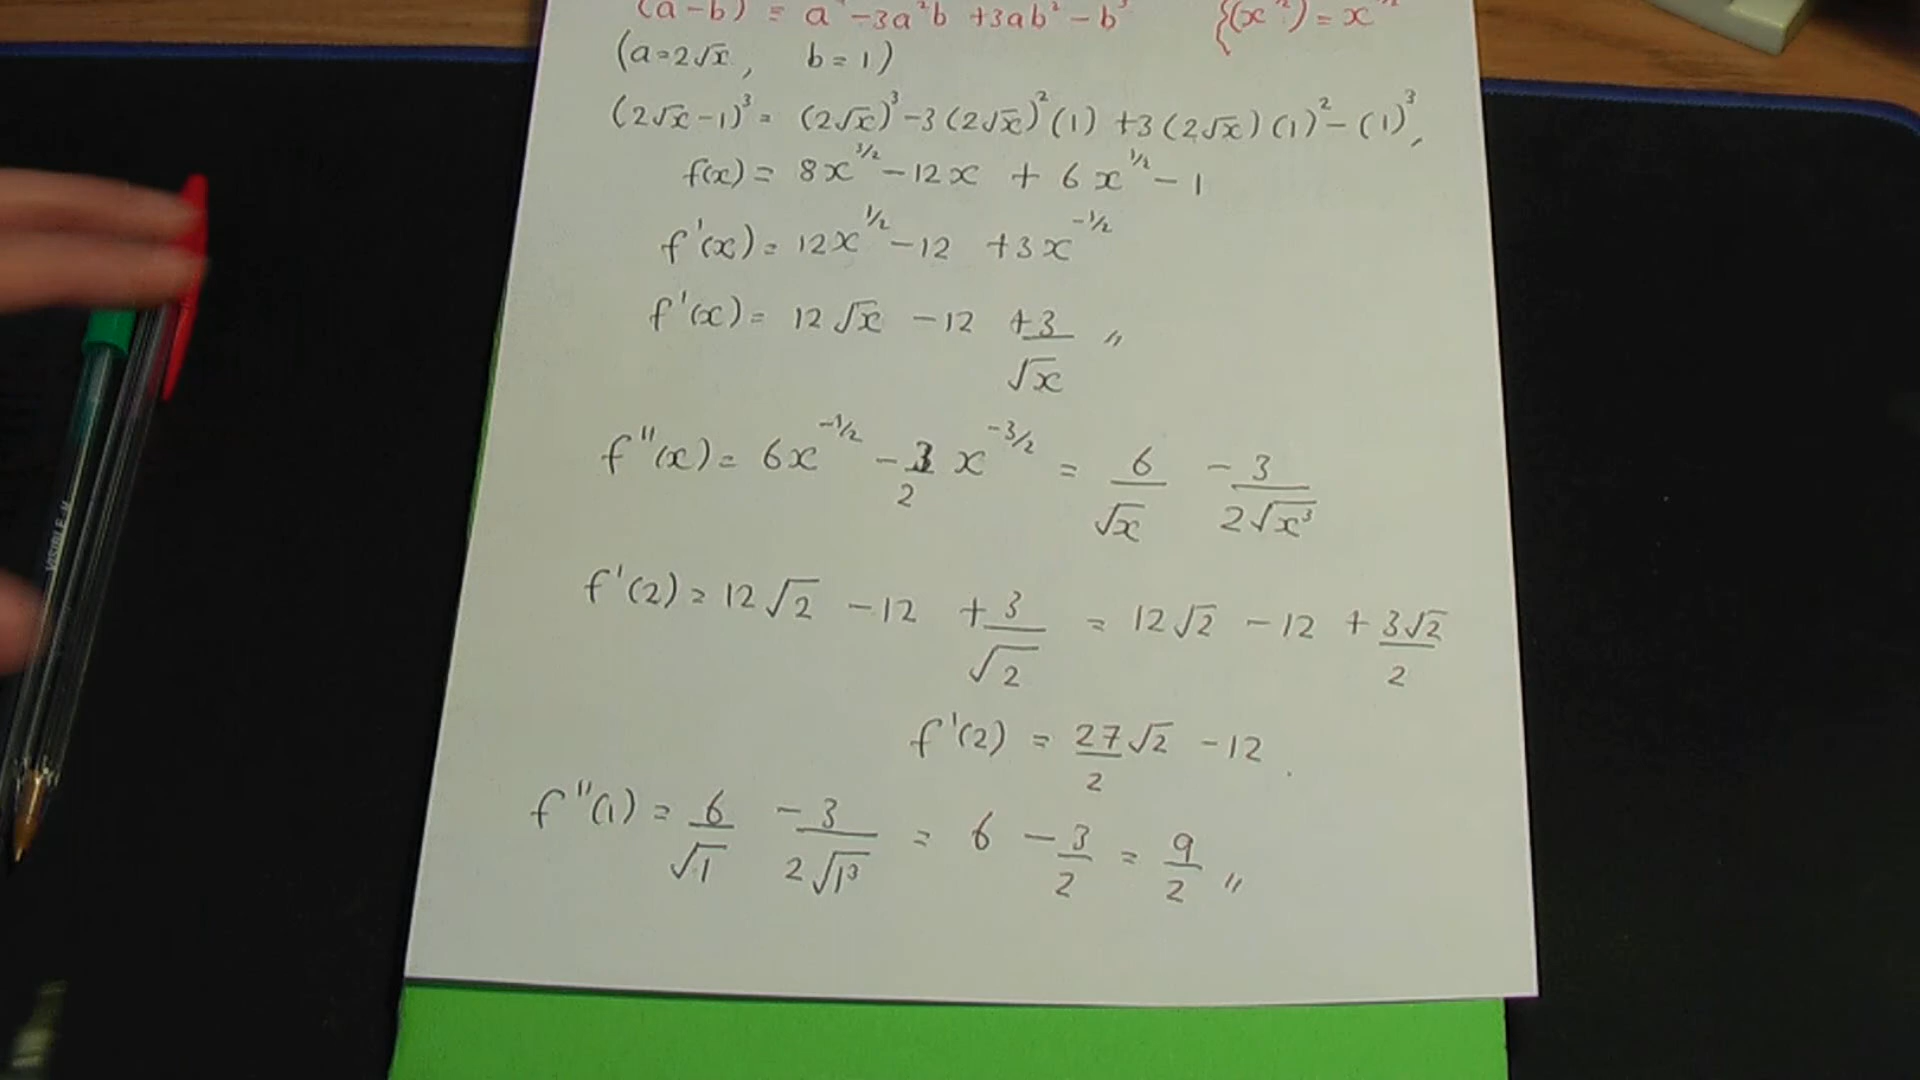 (a-b) = a -3a²b +3ab² - b³
(a=2√x, b=1)
(2√x-1)³ = (2√x)³ -3(2√x)²(1) +3(2√x)(1)² - (1)³,
f(x) = 8x^(3/2) - 12x + 6x^(1/2) - 1
f'(x) = 12x^(1/2) - 12 + 3x^(-1/2)
f'(x) = 12√x - 12 + 3/√x "
f"(x) = 6x^(-1/2) - 3/2 x^(-3/2) = 6/√x - 3/(2√x³)
f'(2) = 12√2 - 12 + 3/√2 = 12√2 - 12 + 3√2/2
f'(2) = 27/2 √2 - 12.
f"(1) = 6/√1 - 3/(2√1³) = 6 - 3/2 = 9/2 "
VISIBLE